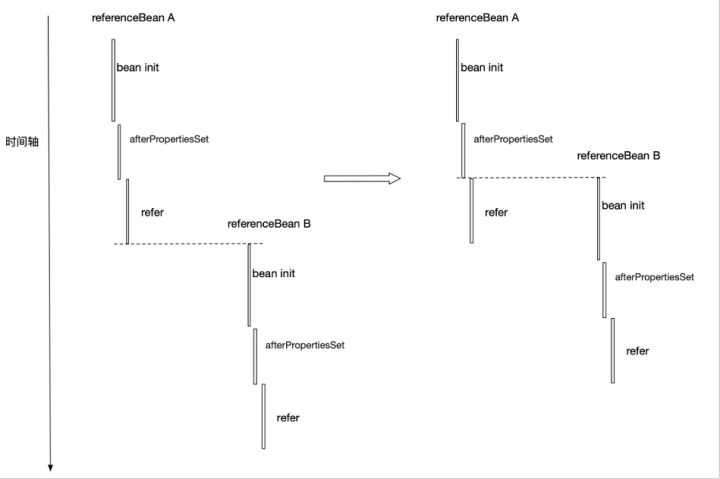 referenceBean A
bean init
afterPropertiesSet
refer
referenceBean B
bean init
afterPropertiesSet
refer
时间轴
referenceBean A
bean init
afterPropertiesSet
refer
referenceBean B
bean init
afterPropertiesSet
refer